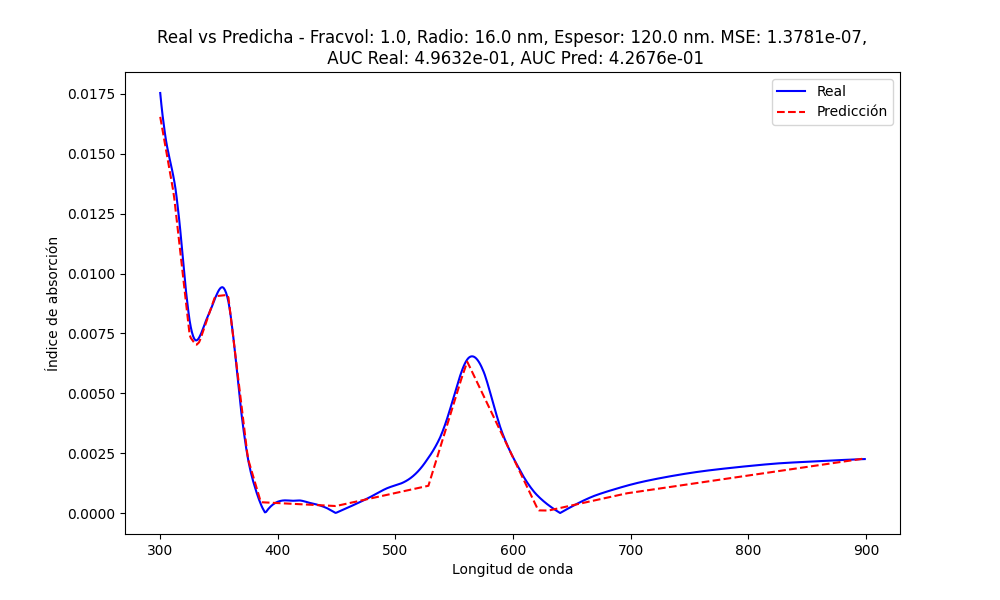 Real vs Predicha - Fracvol: 1.0, Radio: 16.0 nm, Espesor: 120.0 nm. MSE: 1.3781e-07,
AUC Real: 4.9632e-01, AUC Pred: 4.2676e-01
Real
Predicción
Índice de absorción
0.0175
0.0150
0.0125
0.0100
0.0075
0.0050
0.0025
0.0000
300 400 500 600 700 800 900
Longitud de onda